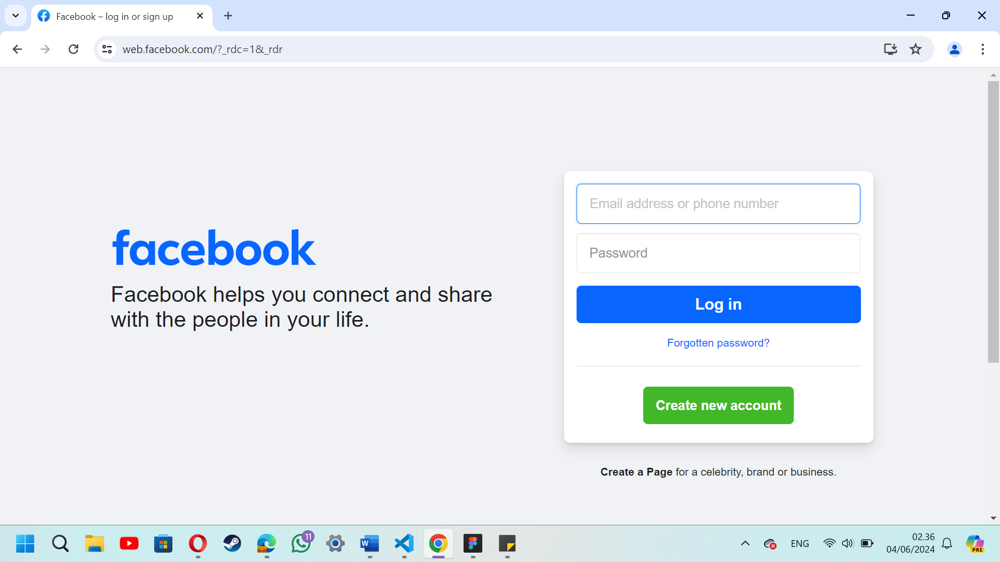 Facebook – log in or sign up
web.facebook.com/?_rdc=1&_rdr
facebook
Facebook helps you connect and share
with the people in your life.
Email address or phone number
Password
Log in
Forgotten password?
Create new account
Create a Page for a celebrity, brand or business.
11
W
ENG
02.36
04/06/2024
PRE